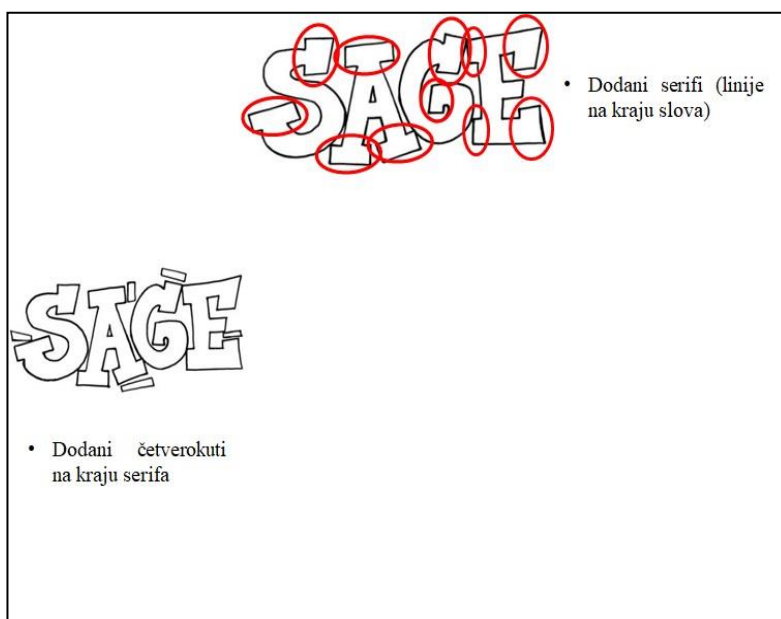 SAGE
• Dodani serifi (linije
na kraju slova)
SAGE
• Dodani četverokuti
na kraju serifa